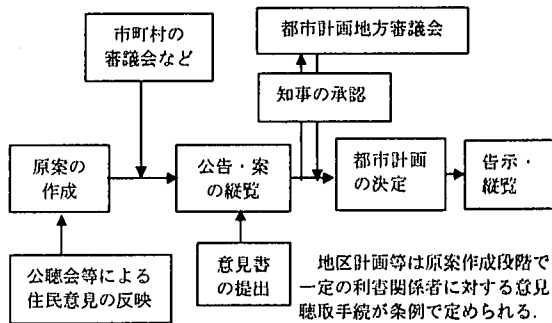 市町村の
審議会など
都市計画地方審議会
知事の承認
原案の
作成
公告・案
の縦覧
都市計画
の決定
告示・
縦覧
公聴会等による
住民意見の反映
意見書
の提出
地区計画等は原案作成段階で
一定の利害関係者に対する意見
聴取手続が条例で定められる.